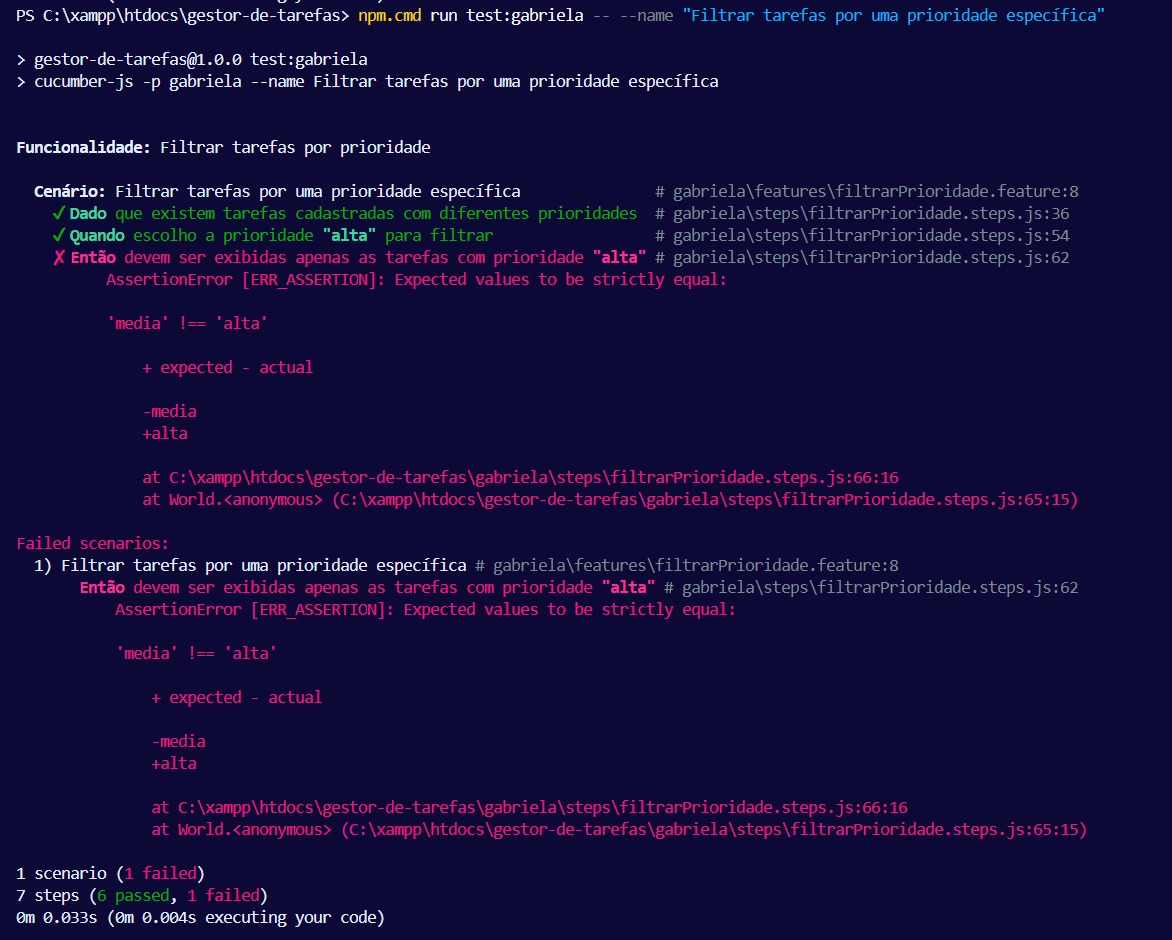 PS C:\xampp\htdocs\gestor-de-tarefas> npm.cmd run test:gabriela -- --name "Filtrar tarefas por uma prioridade específica"
> gestor-de-tarefas@1.0.0 test:gabriela
> cucumber-js -p gabriela --name Filtrar tarefas por uma prioridade específica
Funcionalidade: Filtrar tarefas por prioridade
Cenário: Filtrar tarefas por uma prioridade específica # gabriela\features\filtrarPrioridade.feature:8
✓ Dado que existem tarefas cadastradas com diferentes prioridades # gabriela\steps\filtrarPrioridade.steps.js:36
✓ Quando escolho a prioridade "alta" para filtrar # gabriela\steps\filtrarPrioridade.steps.js:54
✗ Então devem ser exibidas apenas as tarefas com prioridade "alta" # gabriela\steps\filtrarPrioridade.steps.js:62
AssertionError [ERR_ASSERTION]: Expected values to be strictly equal:
'media' !== 'alta'
+ expected - actual
-media
+alta
at C:\xampp\htdocs\gestor-de-tarefas\gabriela\steps\filtrarPrioridade.steps.js:66:16
at World.<anonymous> (C:\xampp\htdocs\gestor-de-tarefas\gabriela\steps\filtrarPrioridade.steps.js:65:15)
Failed scenarios:
1) Filtrar tarefas por uma prioridade específica # gabriela\features\filtrarPrioridade.feature:8
Então devem ser exibidas apenas as tarefas com prioridade "alta" # gabriela\steps\filtrarPrioridade.steps.js:62
AssertionError [ERR_ASSERTION]: Expected values to be strictly equal:
'media' !== 'alta'
+ expected - actual
-media
+alta
at C:\xampp\htdocs\gestor-de-tarefas\gabriela\steps\filtrarPrioridade.steps.js:66:16
at World.<anonymous> (C:\xampp\htdocs\gestor-de-tarefas\gabriela\steps\filtrarPrioridade.steps.js:65:15)
1 scenario (1 failed)
7 steps (6 passed, 1 failed)
0m 0.033s (0m 0.004s executing your code)